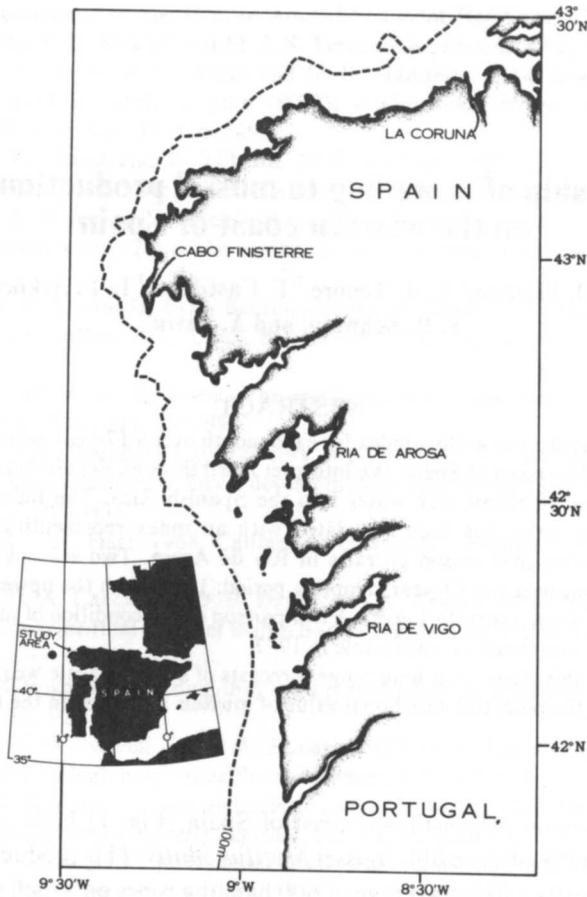 43°
30'N
LA CORUNA
SPAIN
43°N
CABO FINISTERRE
RIA DE AROSA
42°
30'N
STUDY
AREA
SPAIN
40°
RIA DE VIGO
35°
10°
0°
42°N
PORTUGAL
100m
9°30'W
9°W
8°30'W